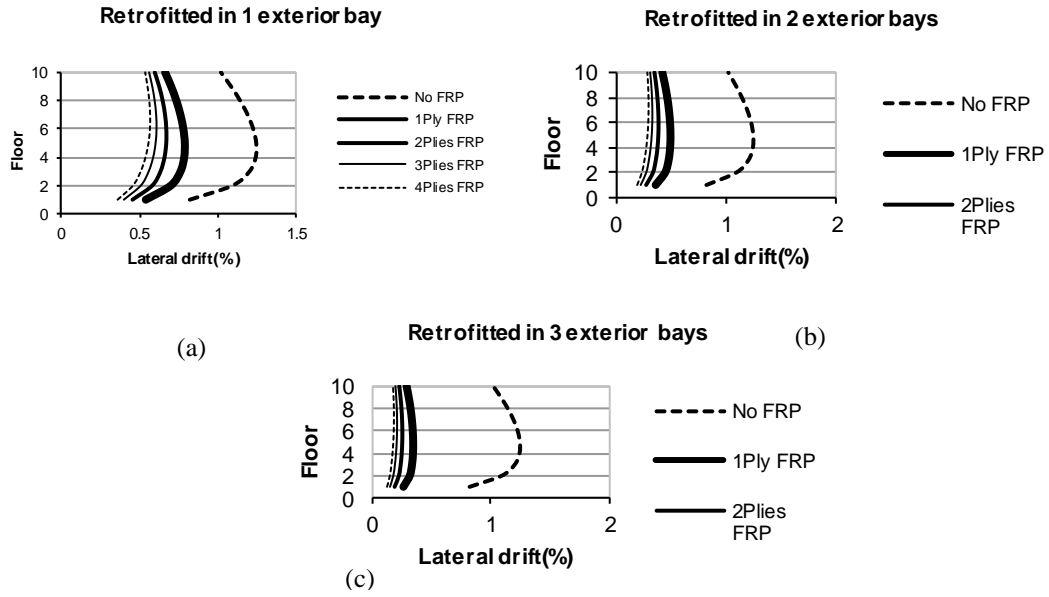 Retrofitted in 1 exterior bay
10
8
6
4
2
0
Floor
0
0.5
1
1.5
Lateral drift(%)
No FRP
1Ply FRP
2Plies FRP
3Plies FRP
4Plies FRP
(a)
Retrofitted in 2 exterior bays
10
8
6
4
2
0
Floor
0
1
2
Lateral drift(%)
No FRP
1Ply FRP
2Plies
FRP
(b)
Retrofitted in 3 exterior bays
10
8
6
4
2
0
Floor
0
1
2
Lateral drift(%)
No FRP
1Ply FRP
2Plies
FRP
(c)